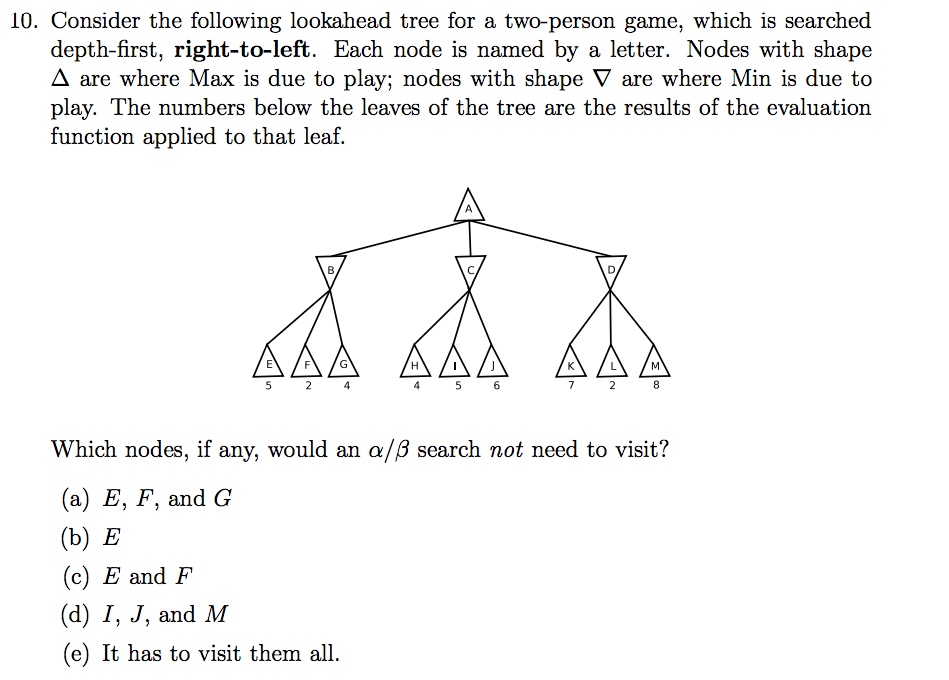 10. Consider the following lookahead tree for a two-person game, which is searched
depth-first, right-to-left. Each node is named by a letter. Nodes with shape
Δ are where Max is due to play; nodes with shape ∇ are where Min is due to
play. The numbers below the leaves of the tree are the results of the evaluation
function applied to that leaf.
A
B C D
E F G H I J K L M
5 2 4 4 5 6 7 2 8
Which nodes, if any, would an α/β search not need to visit?
(a) E, F, and G
(b) E
(c) E and F
(d) I, J, and M
(e) It has to visit them all.